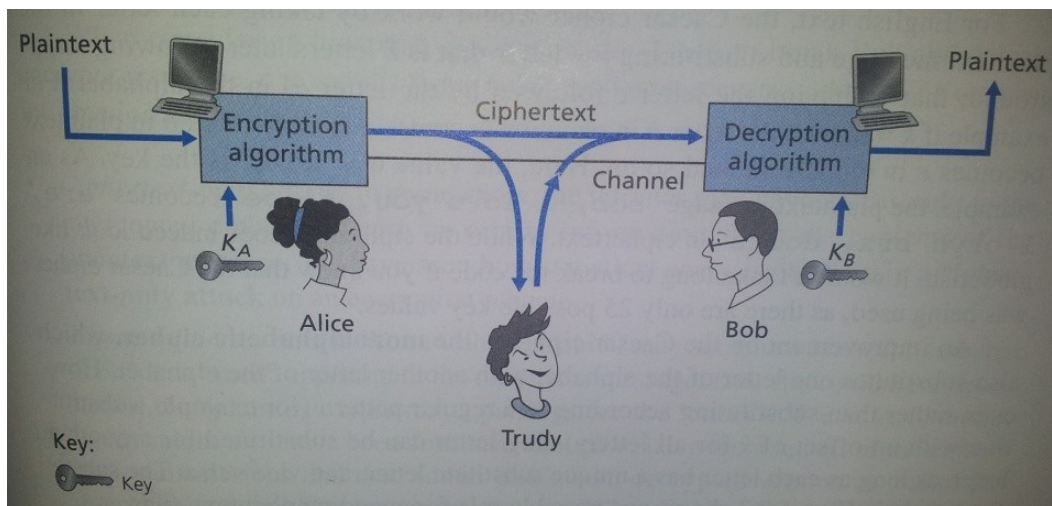 Plaintext
Plaintext
Ciphertext
Encryption
algorithm
Decryption
algorithm
Channel
K_A
K_B
Alice
Bob
Trudy
Key:
Key